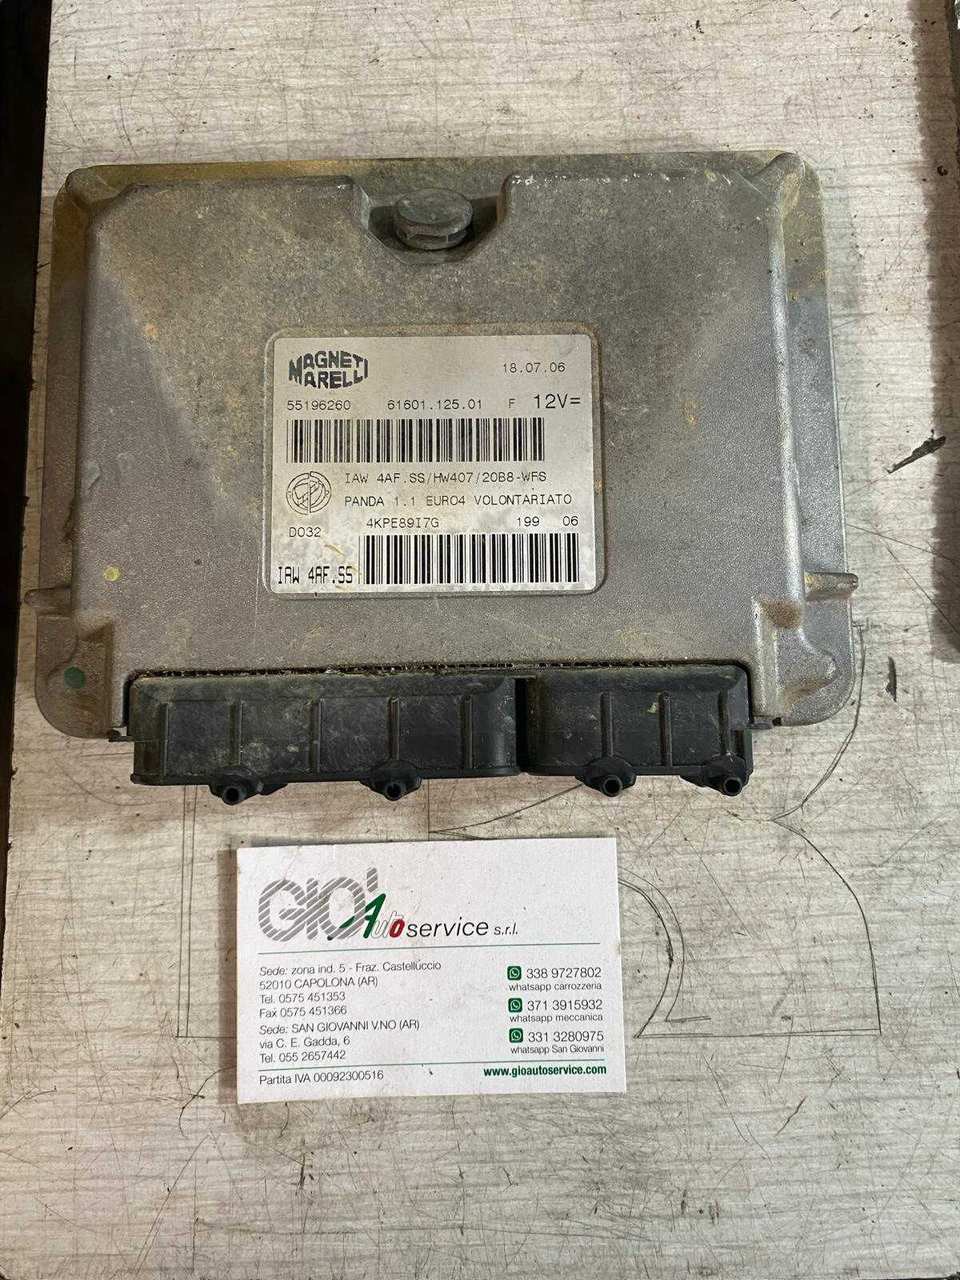 MAGNETI
MARELLI
18.07.06
55196260 61601.125.01 F 12V=
IAW 4AF.SS/HW407/20B8-WFS
PANDA 1.1 EURO4 VOLONTARIATO
D032 4KPE89I7G 199 06
IAW 4AF.SS
GIO' Autoservice s.r.l.
Sede: zona ind. 5 - Fraz. Castelluccio
52010 CAPOLONA (AR)
Tel. 0575 451353
Fax 0575 451366
Sede: SAN GIOVANNI V.NO (AR)
via C. E. Gadda, 6
Tel. 055 2657442
Partita IVA 00092300516
338 9727802
whatsapp carrozzeria
371 3915932
whatsapp meccanica
331 3280975
whatsapp San Giovanni
www.gioautoservice.com